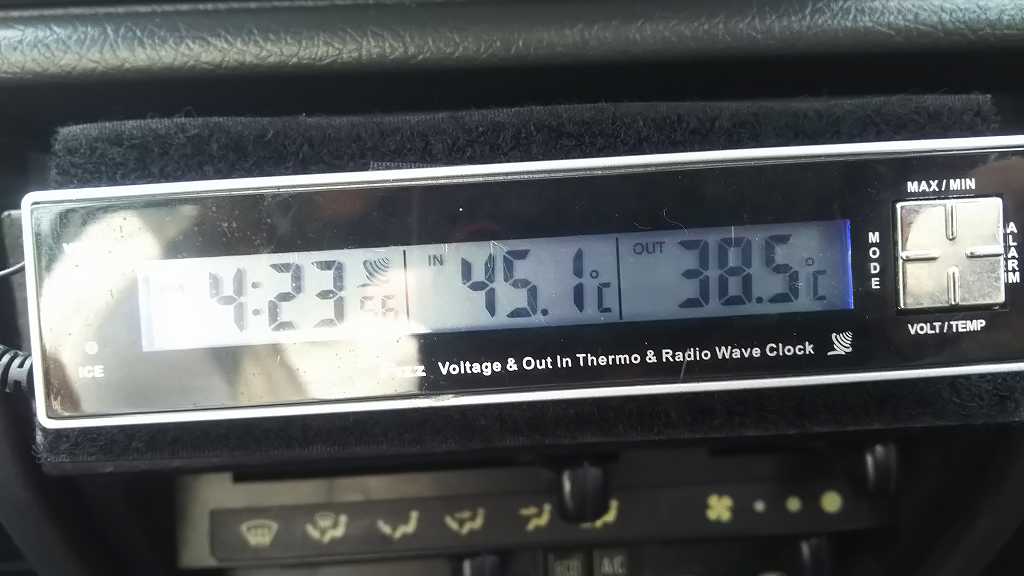 MAX / MIN
MODE
ALARM
VOLT / TEMP
4:23
IN 45.1°C
OUT 38.5°C
ICE
Voltage & Out In Thermo & Radio Wave Clock
A/C